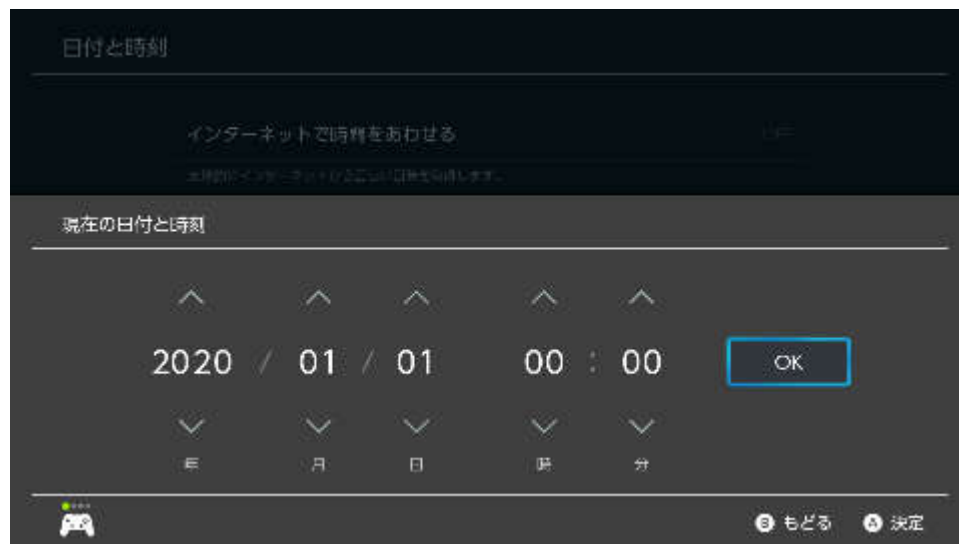 日付と時刻
インターネットで時間をあわせる
現在の日付と時刻
2020 / 01 / 01 00 : 00 OK
年 月 日 時 分
B もどる A 決定